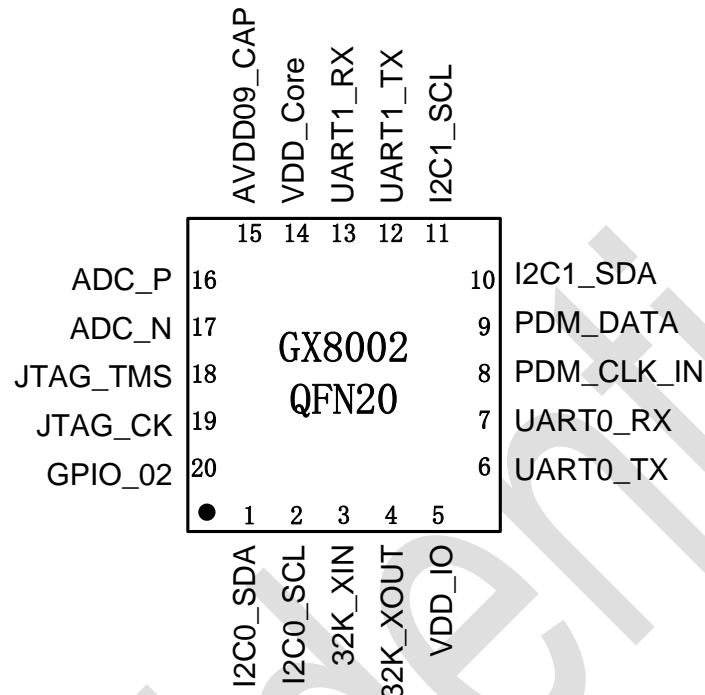 AVDD09_CAP
VDD_Core
UART1_RX
UART1_TX
I2C1_SCL
15 14 13 12 11
ADC_P 16
ADC_N 17
JTAG_TMS 18
JTAG_CK 19
GPIO_02 20
GX8002
QFN20
10 I2C1_SDA
9 PDM_DATA
8 PDM_CLK_IN
7 UART0_RX
6 UART0_TX
1 2 3 4 5
I2C0_SDA
I2C0_SCL
32K_XIN
32K_XOUT
VDD_IO